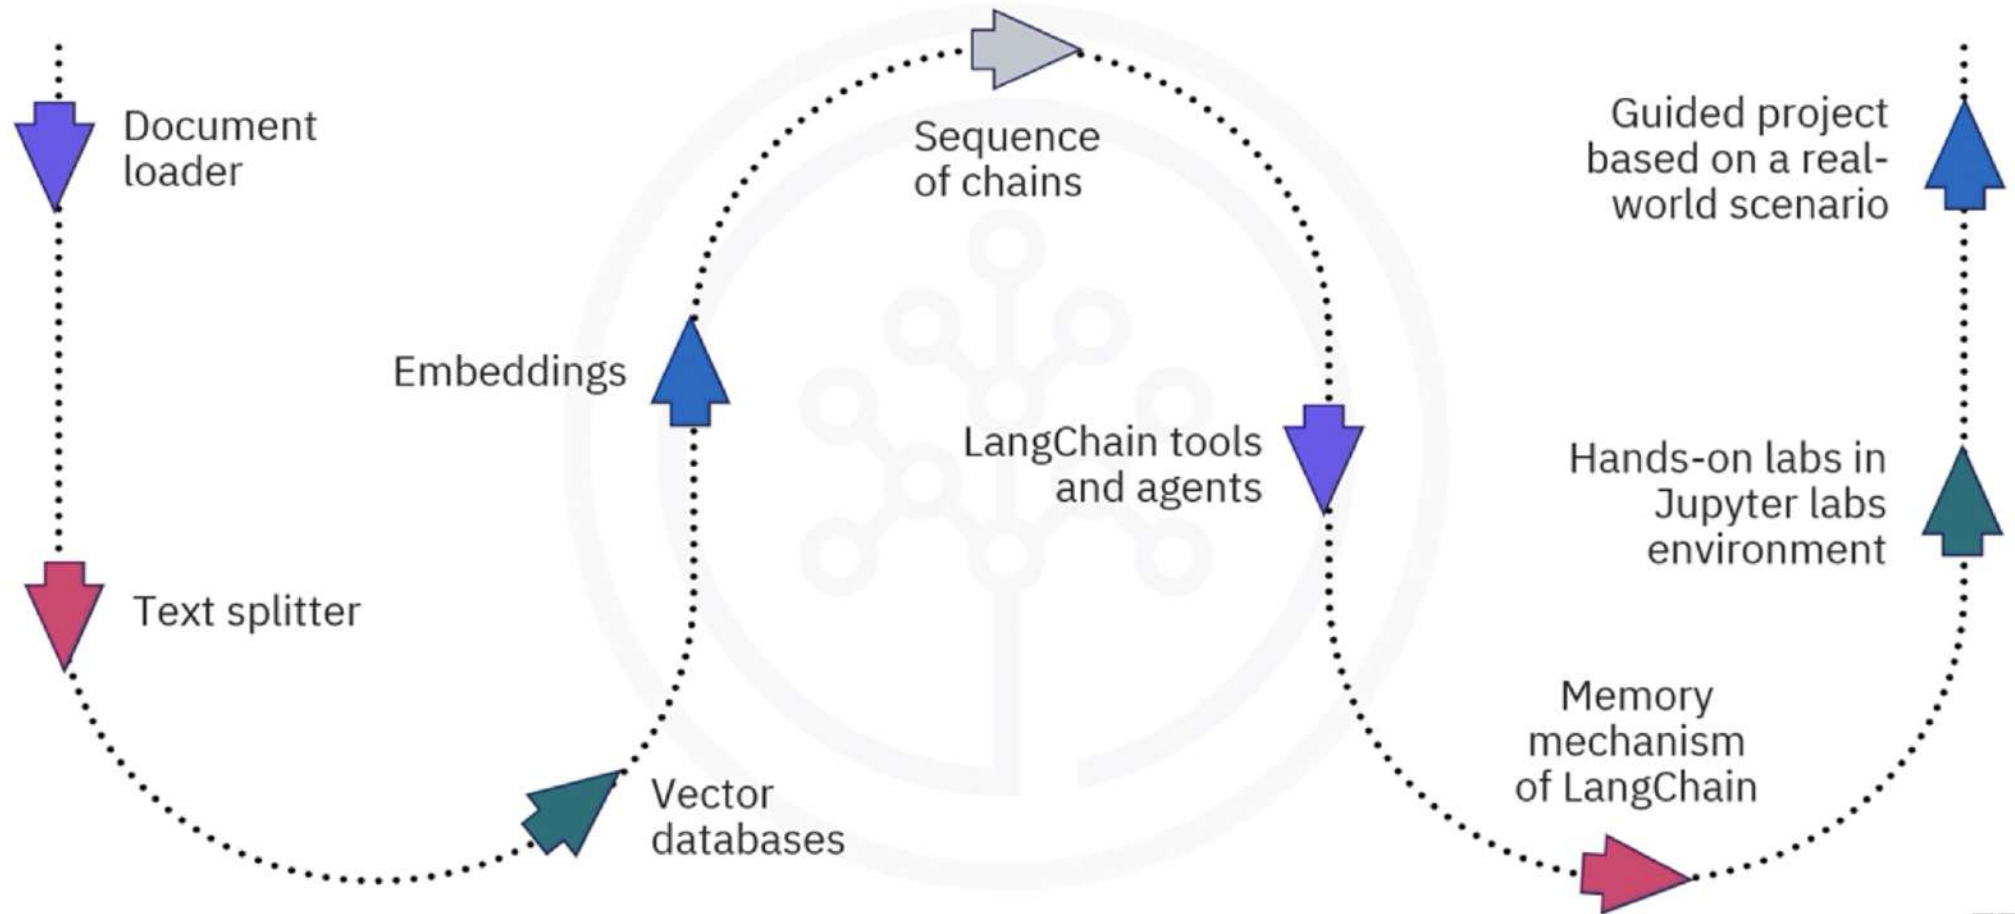 Document
loader
Text splitter
Vector
databases
Embeddings
Sequence
of chains
LangChain tools
and agents
Memory
mechanism
of LangChain
Hands-on labs in
Jupyter labs
environment
Guided project
based on a real-
world scenario